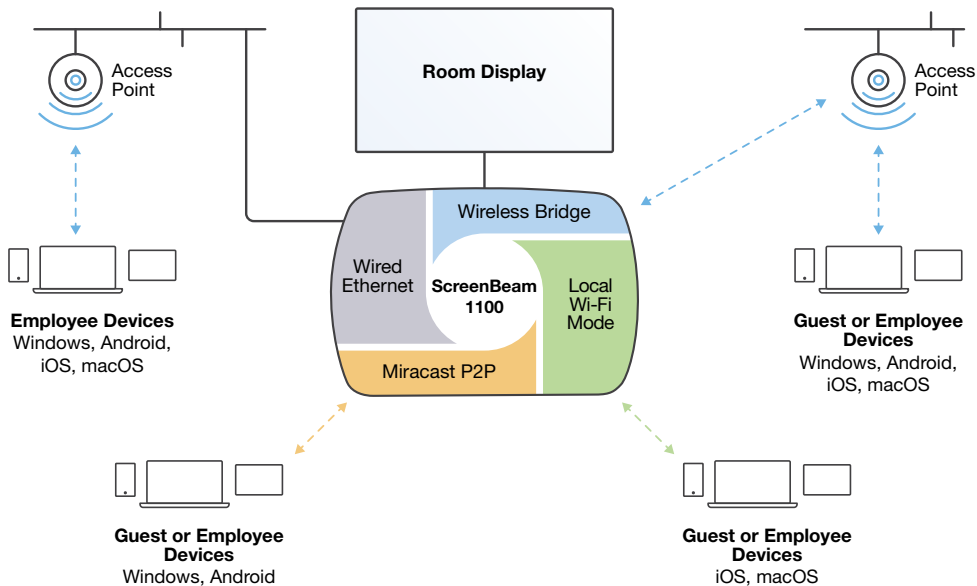 Access
Point
Room Display
Access
Point
Wireless Bridge
Wired
Ethernet
ScreenBeam
1100
Local
Wi-Fi
Mode
Miracast P2P
Employee Devices
Windows, Android,
iOS, macOS
Guest or Employee
Devices
Windows, Android,
iOS, macOS
Guest or Employee
Devices
Windows, Android
Guest or Employee
Devices
iOS, macOS